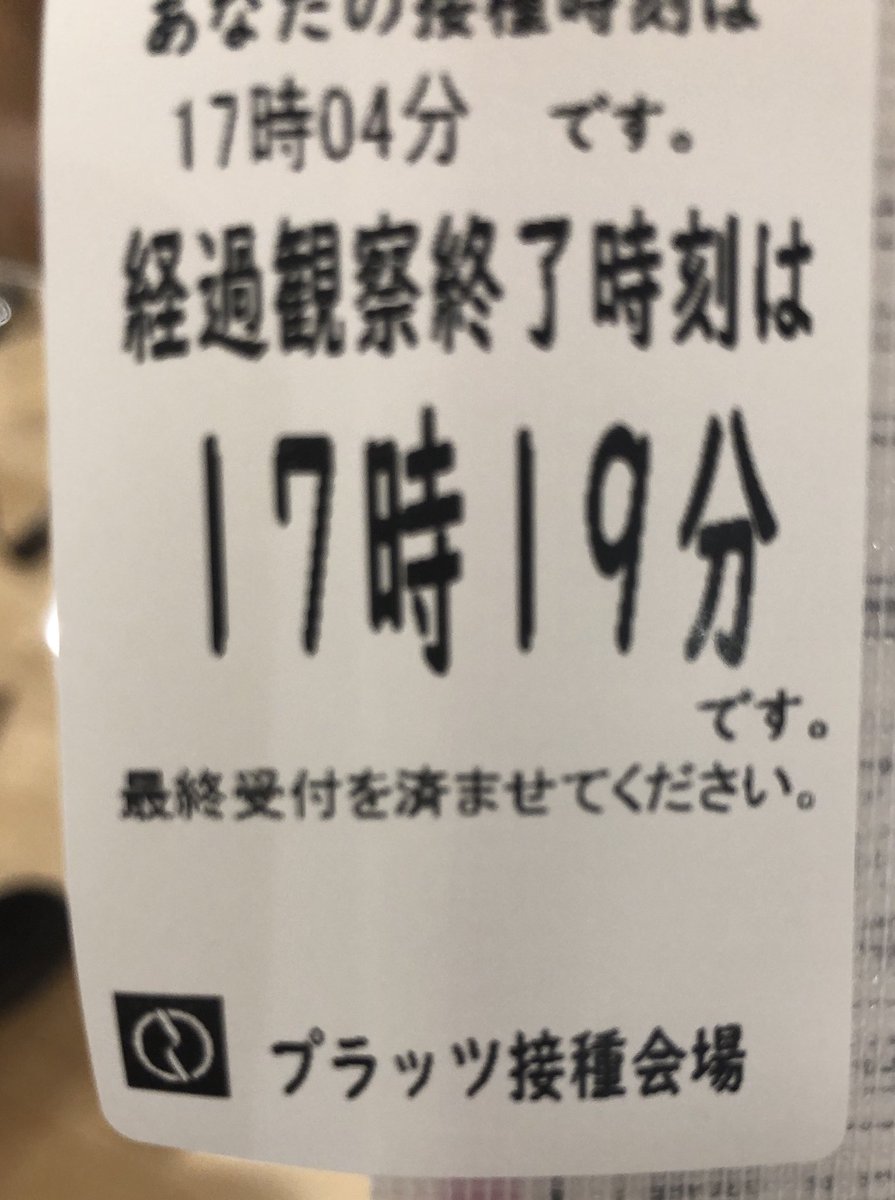 あなたの接種時刻は
17時04分 です。
経過観察終了時刻は
17時19分
です。
最終受付を済ませてください。
プラッツ接種会場